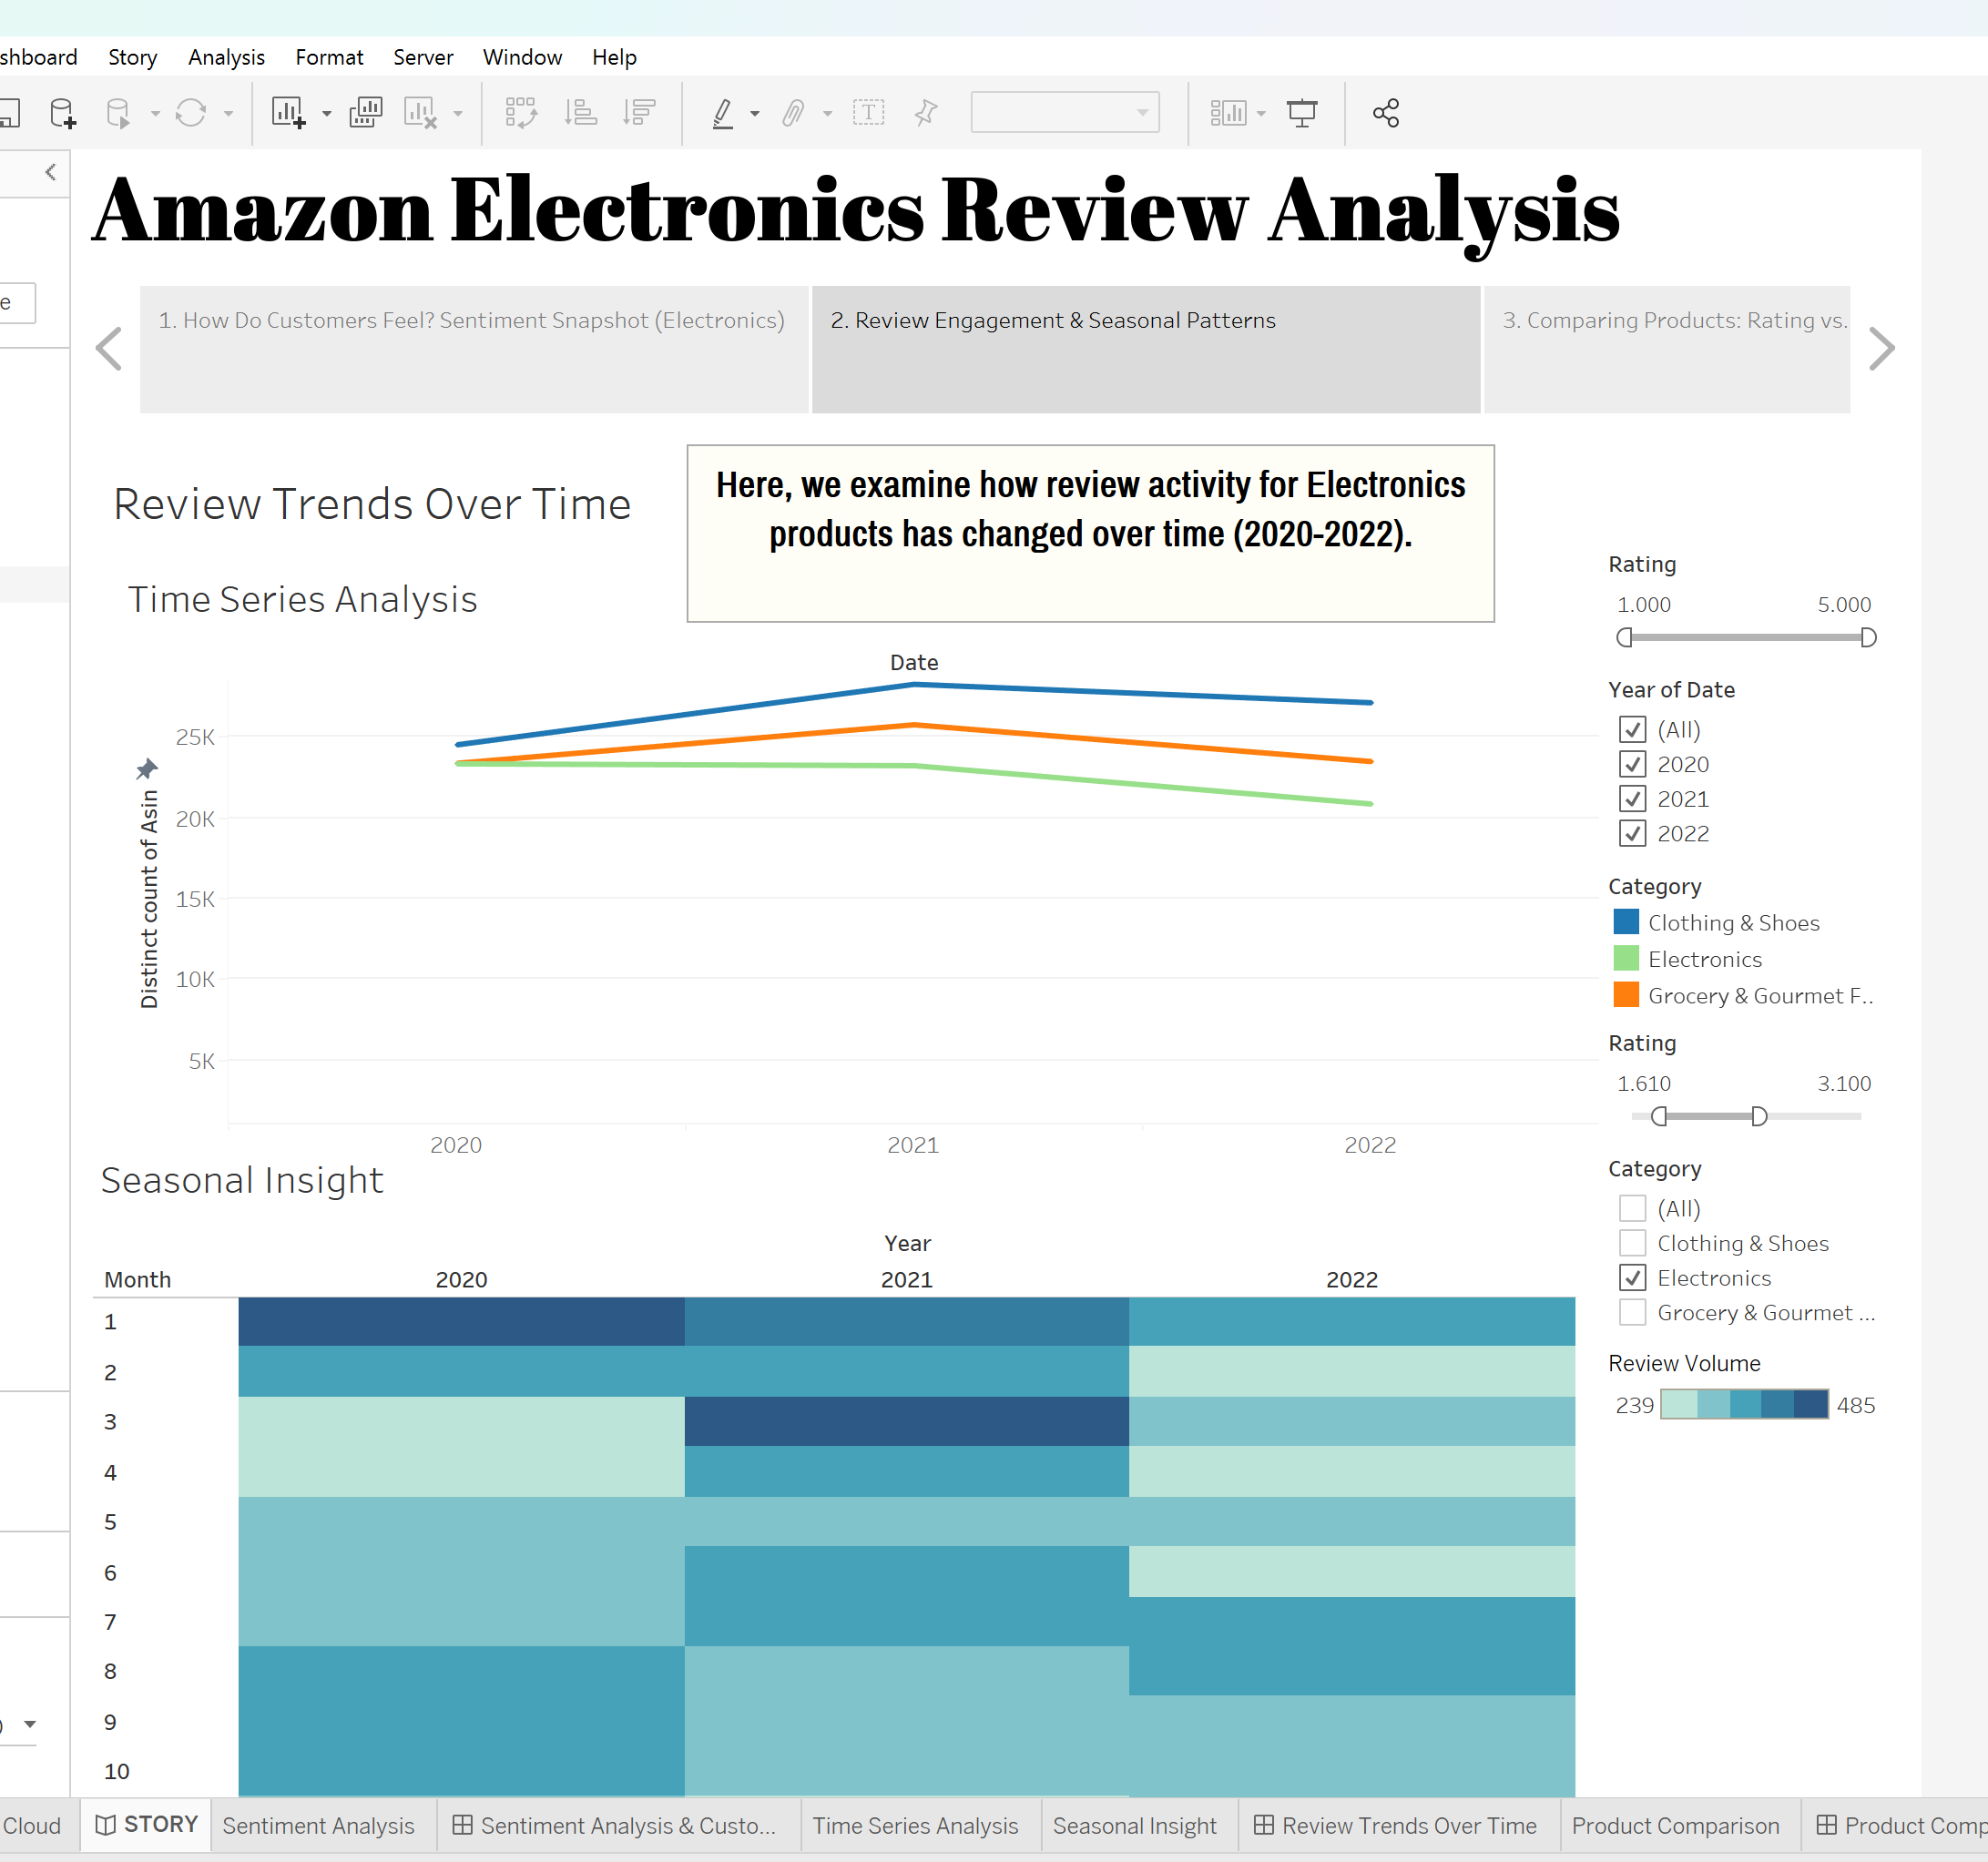 shboard Story Analysis Format Server Window Help
Amazon Electronics Review Analysis
e
1. How Do Customers Feel? Sentiment Snapshot (Electronics)
2. Review Engagement & Seasonal Patterns
3. Comparing Products: Rating vs.
Review Trends Over Time
Here, we examine how review activity for Electronics
products has changed over time (2020-2022).
Time Series Analysis
Date
25K
20K
15K
10K
5K
Distinct count of Asin
2020 2021 2022
Rating
1.000 5.000
Year of Date
(All)
2020
2021
2022
Category
Clothing & Shoes
Electronics
Grocery & Gourmet F..
Rating
1.610 3.100
Category
(All)
Clothing & Shoes
Electronics
Grocery & Gourmet ...
Review Volume
239 485
Seasonal Insight
Year
Month 2020 2021 2022
1
2
3
4
5
6
7
8
9
10
)
Cloud STORY Sentiment Analysis Sentiment Analysis & Custo... Time Series Analysis Seasonal Insight Review Trends Over Time Product Comparison Product Comp